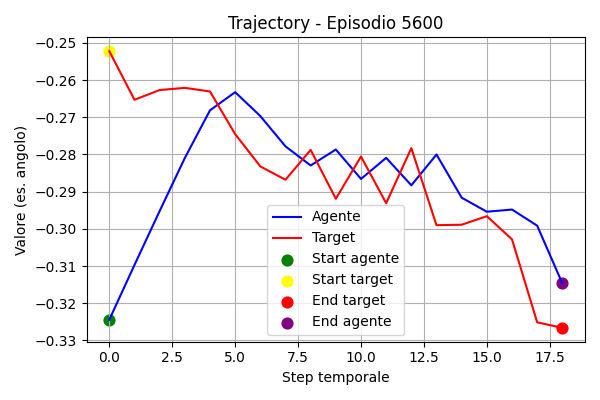 Trajectory - Episodio 5600
Valore (es. angolo)
−0.25
−0.26
−0.27
−0.28
−0.29
−0.30
−0.31
−0.32
−0.33
Agente
Target
Start agente
Start target
End target
End agente
0.0 2.5 5.0 7.5 10.0 12.5 15.0 17.5
Step temporale